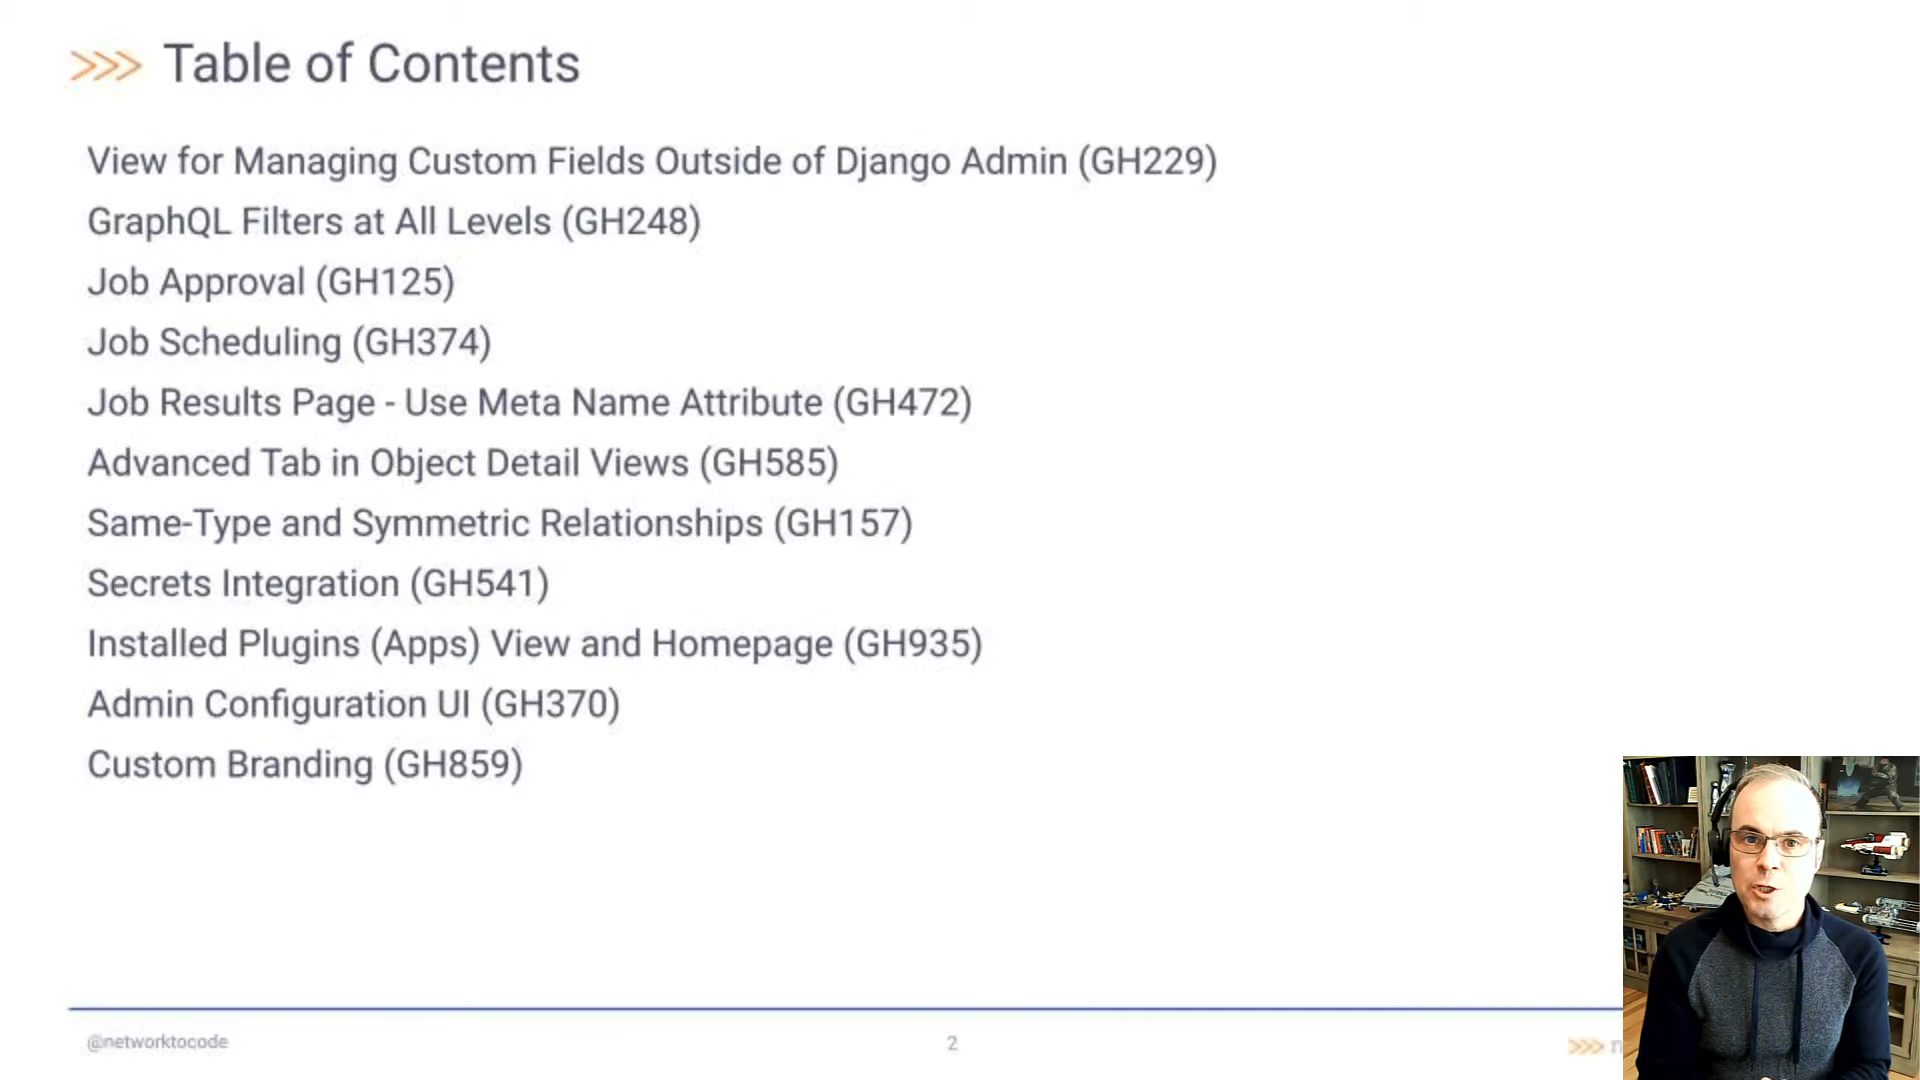 >>> Table of Contents
View for Managing Custom Fields Outside of Django Admin (GH229)
GraphQL Filters at All Levels (GH248)
Job Approval (GH125)
Job Scheduling (GH374)
Job Results Page - Use Meta Name Attribute (GH472)
Advanced Tab in Object Detail Views (GH585)
Same-Type and Symmetric Relationships (GH157)
Secrets Integration (GH541)
Installed Plugins (Apps) View and Homepage (GH935)
Admin Configuration UI (GH370)
Custom Branding (GH859)
@networktocode
2
>>> n